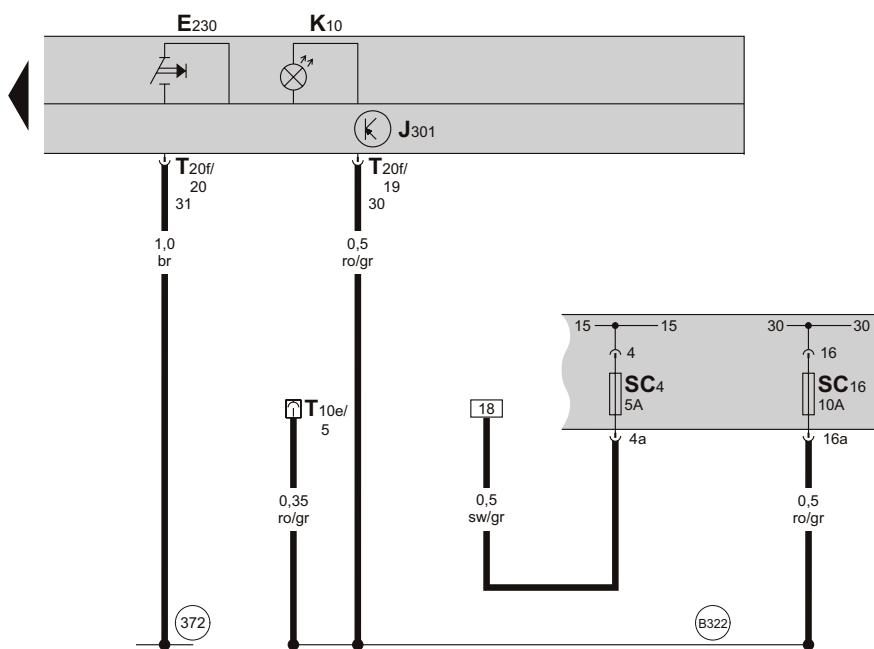 E230
K10
J301
T20f/
20
31
T20f/
19
30
1,0
br
0,5
ro/gr
15
15
30
30
4
16
SC4
5A
SC16
10A
4a
16a
T10e/
5
18
0,35
ro/gr
0,5
sw/gr
0,5
ro/gr
372
B322